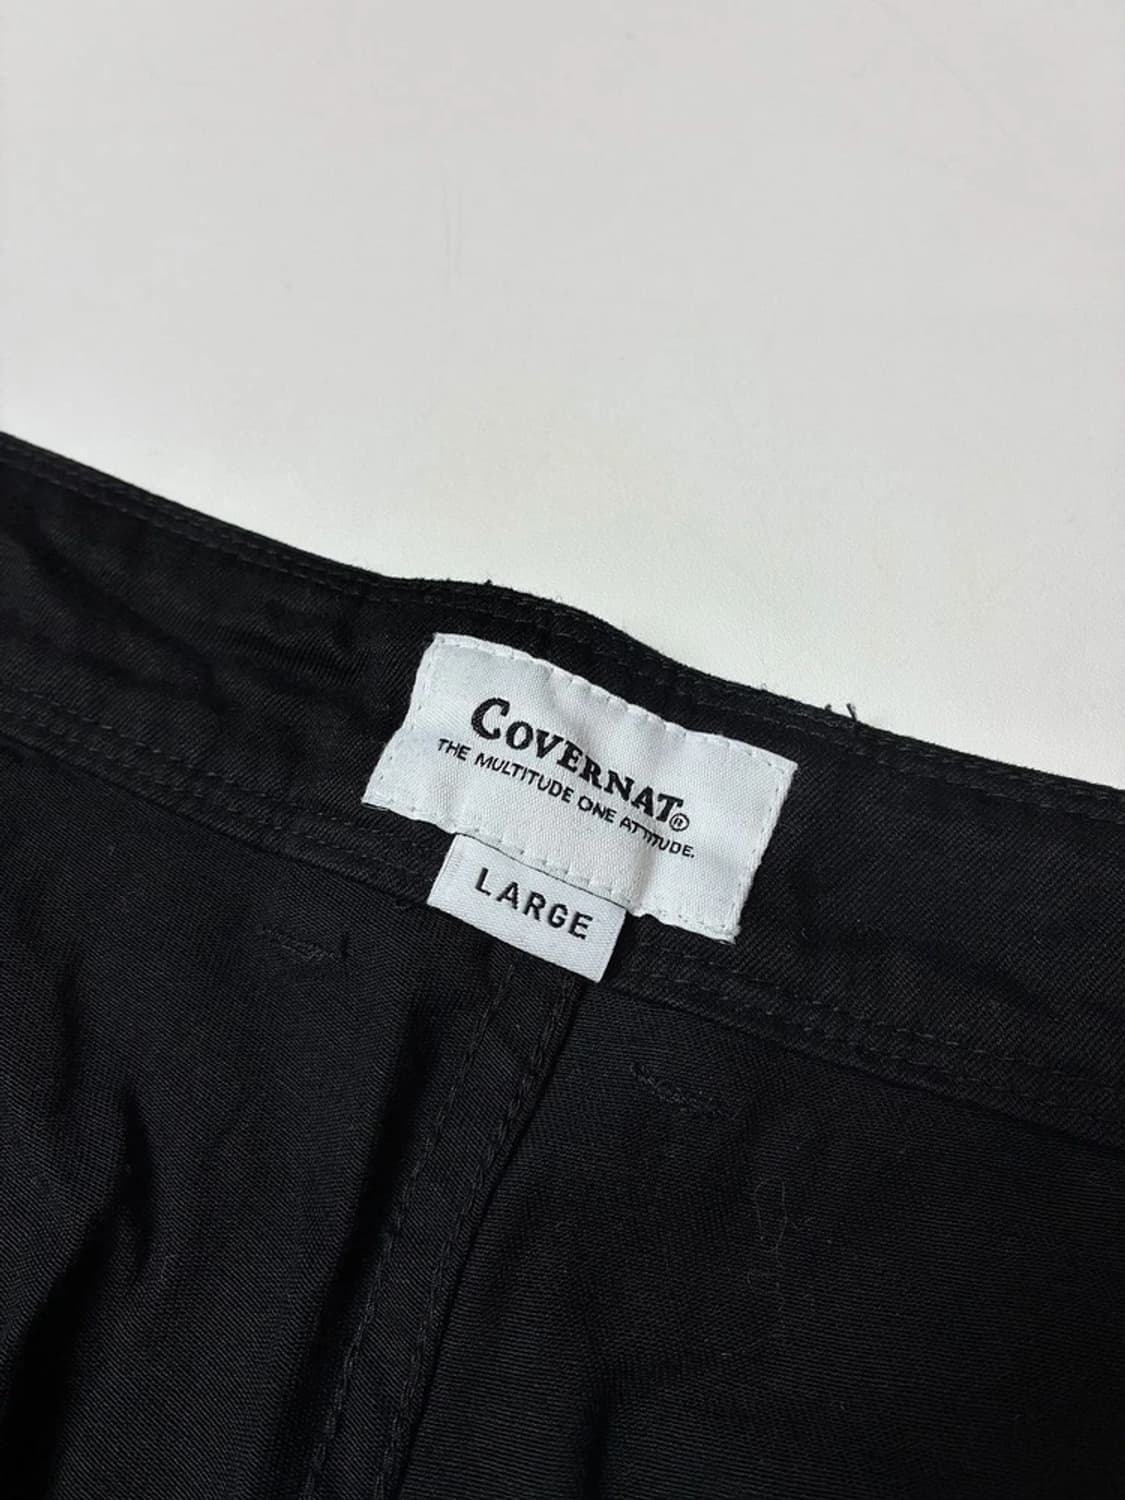 COVERNAT®
THE MULTITUDE ONE ATTITUDE.
LARGE